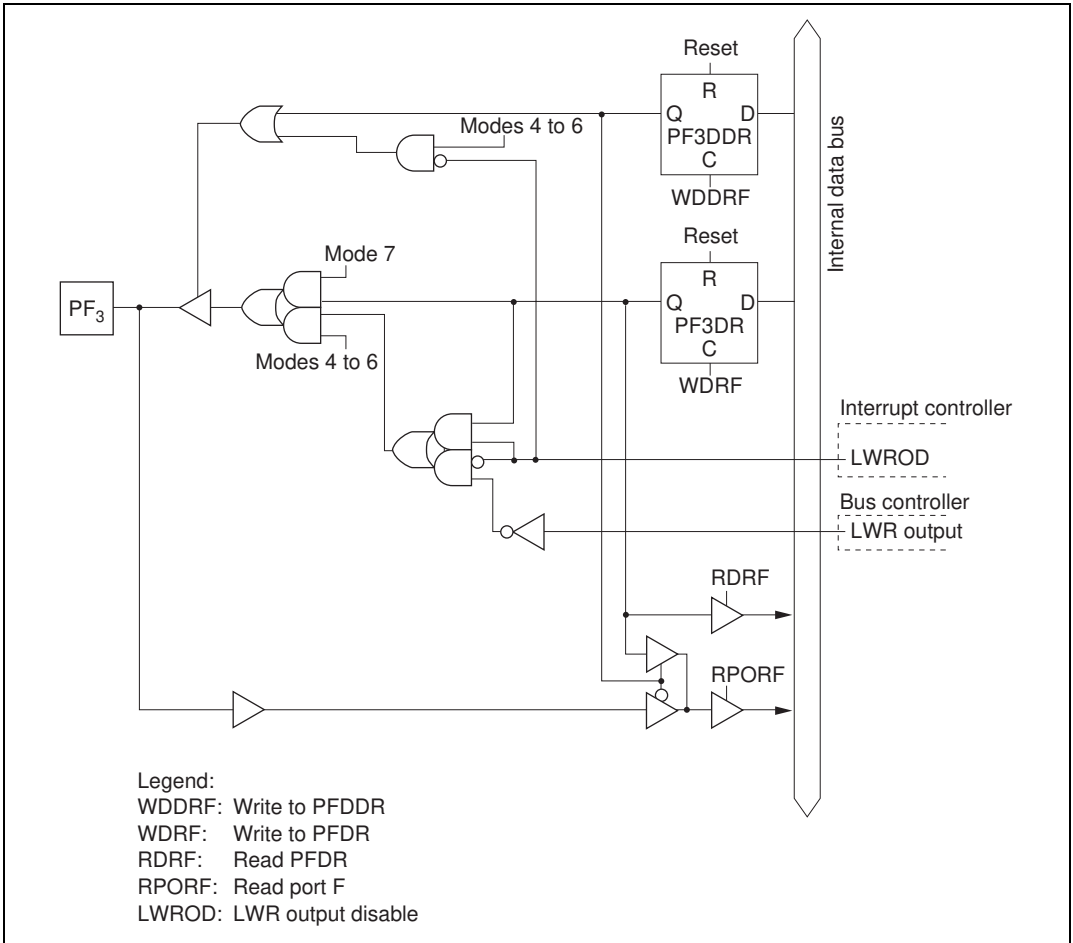 Reset
R
Q D
PF3DDR
C
WDDRF
Modes 4 to 6
Internal data bus
Reset
R
Q D
PF3DR
C
WDRF
Mode 7
PF3
Modes 4 to 6
Interrupt controller
LWROD
Bus controller
LWR output
RDRF
RPORF
Legend:
WDDRF: Write to PFDDR
WDRF: Write to PFDR
RDRF: Read PFDR
RPORF: Read port F
LWROD: LWR output disable